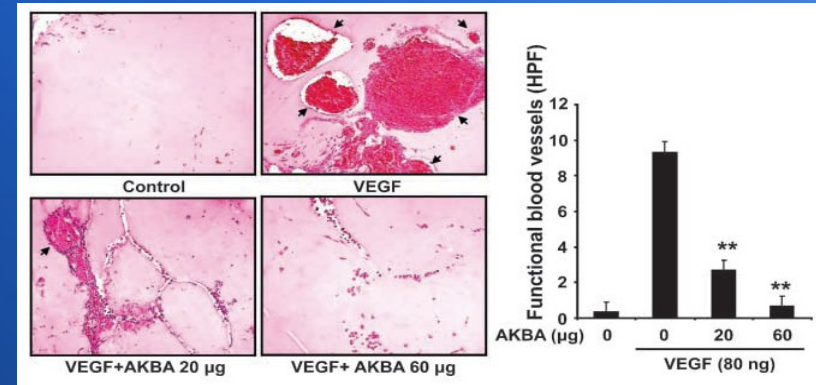 Control
VEGF
VEGF+AKBA 20 µg
VEGF+ AKBA 60 µg
Functional blood vessels (HPF)
12
10
8
6
4
2
0
**
**
AKBA (µg) 0 0 20 60
VEGF (80 ng)